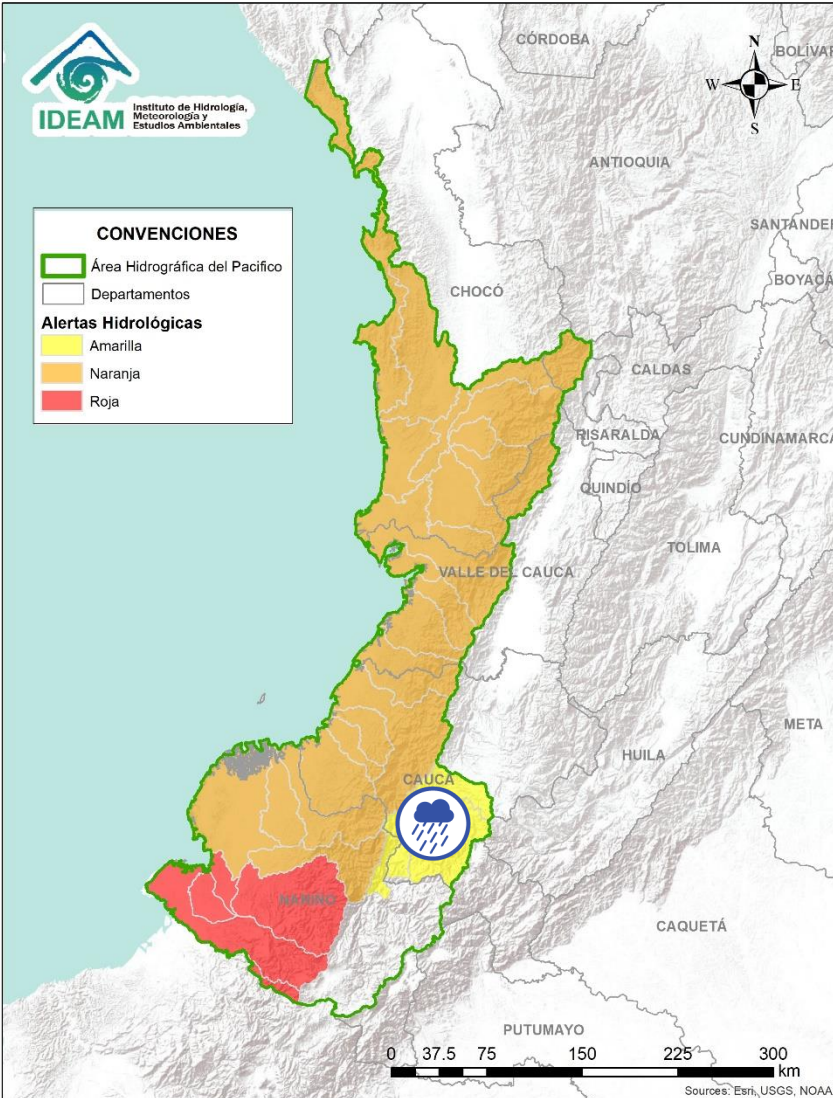 IDEAM
Instituto de Hidrología,
Meteorología y
Estudios Ambientales
CONVENCIONES
Área Hidrográfica del Pacifico
Departamentos
Alertas Hidrológicas
Amarilla
Naranja
Roja
N
W
E
S
CÓRDOBA
BOLÍVAR
ANTIOQUIA
SANTANDER
BOYACÁ
CHOCÓ
CALDAS
RISARALDA
CUNDINAMARCA
QUINDÍO
TOLIMA
VALLE DEL CAUCA
META
HUILA
CAUCA
NARIÑO
CAQUETÁ
PUTUMAYO
0 37.5 75 150 225 300
km
Sources: Esri, USGS, NOAA